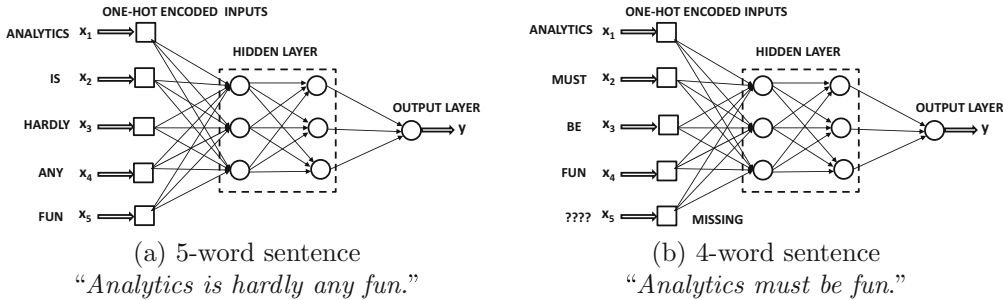 ONE-HOT ENCODED INPUTS
ANALYTICS x1
HIDDEN LAYER
IS x2
OUTPUT LAYER
HARDLY x3
y
ANY x4
FUN x5
(a) 5-word sentence
“Analytics is hardly any fun.”
ONE-HOT ENCODED INPUTS
ANALYTICS x1
HIDDEN LAYER
MUST x2
OUTPUT LAYER
BE x3
y
FUN x4
???? x5
MISSING
(b) 4-word sentence
“Analytics must be fun.”